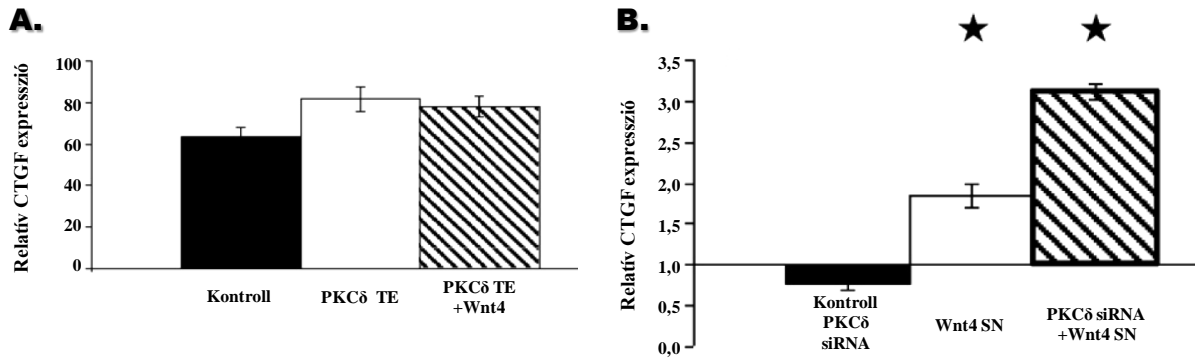 A.
Relatív CTGF expresszió
100
80
60
40
20
0
Kontroll
PKCδ TE
PKCδ TE
+Wnt4
B.
Relatív CTGF expresszió
3,5
3,0
2,5
2,0
1,5
1,0
0,5
0,0
Kontroll
PKCδ
siRNA
Wnt4 SN
PKCδ siRNA
+Wnt4 SN